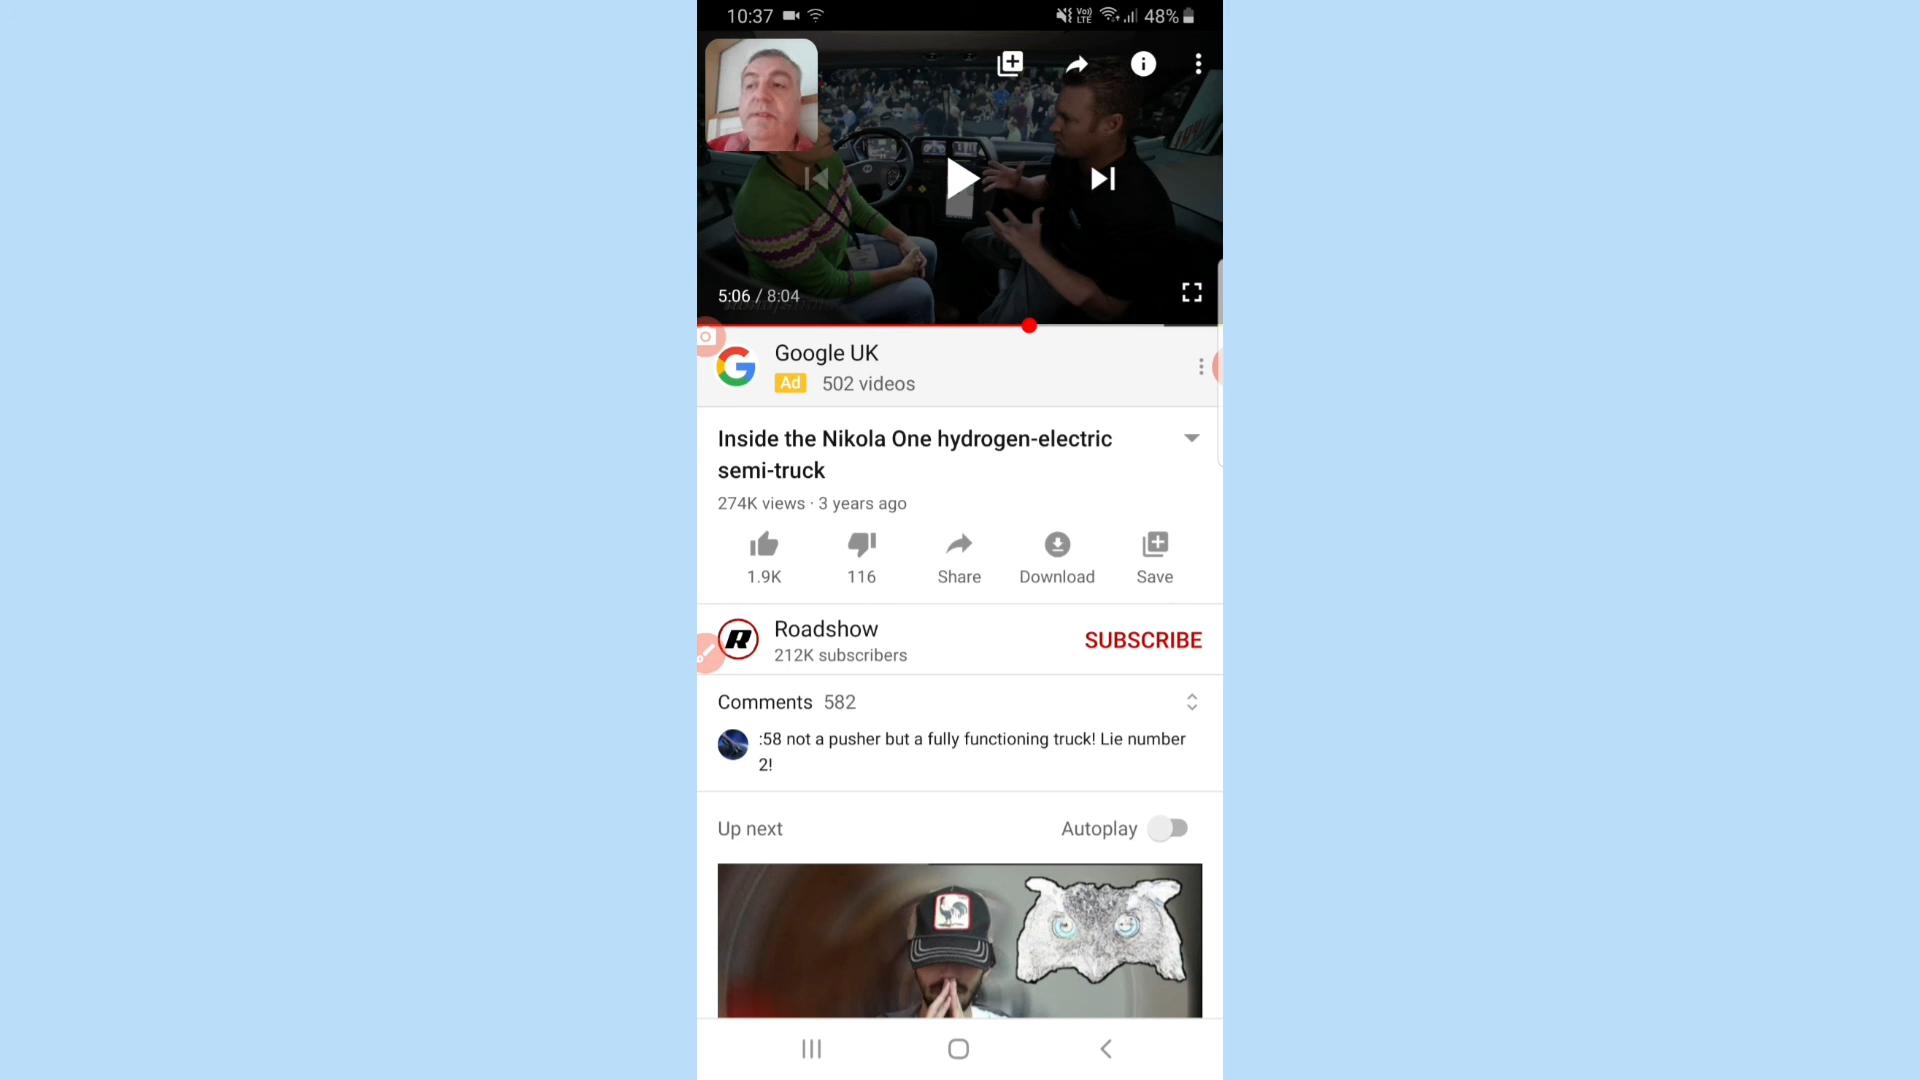 10:37
Vo)) LTE 48%
5:06 / 8:04
Google UK
Ad 502 videos
Inside the Nikola One hydrogen-electric
semi-truck
274K views · 3 years ago
1.9K 116 Share Download Save
Roadshow
212K subscribers
SUBSCRIBE
Comments 582
:58 not a pusher but a fully functioning truck! Lie number
2!
Up next Autoplay